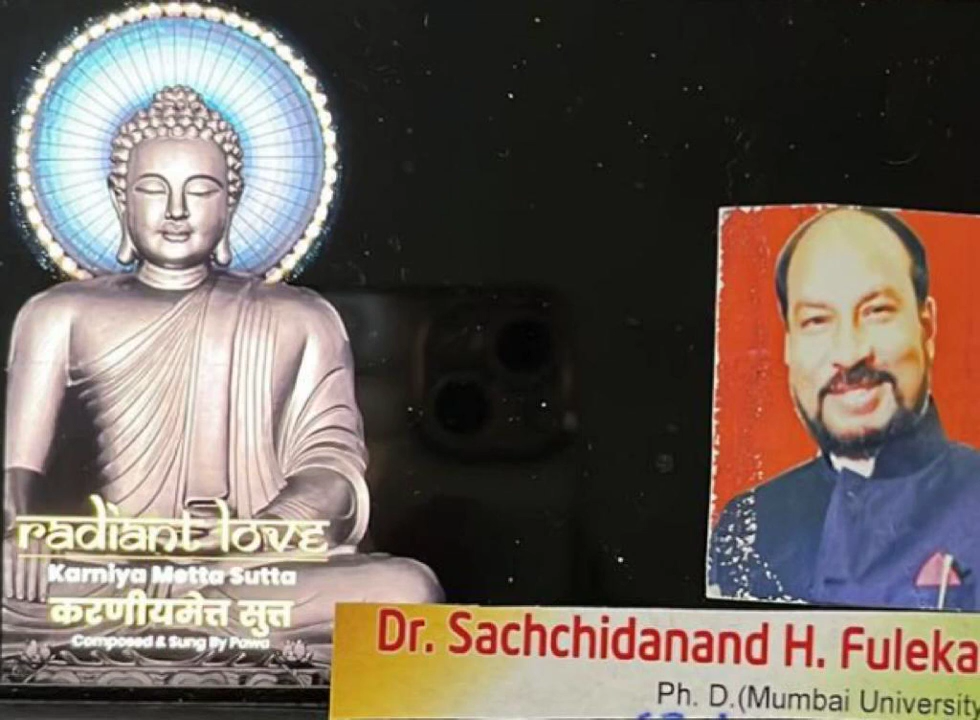 radiant love
Karniya Metta Sutta
करणीयमेत्त सुत्त
Composed & Sung By Pawa
Dr. Sachchidanand H. Fuleka
Ph. D.(Mumbai University